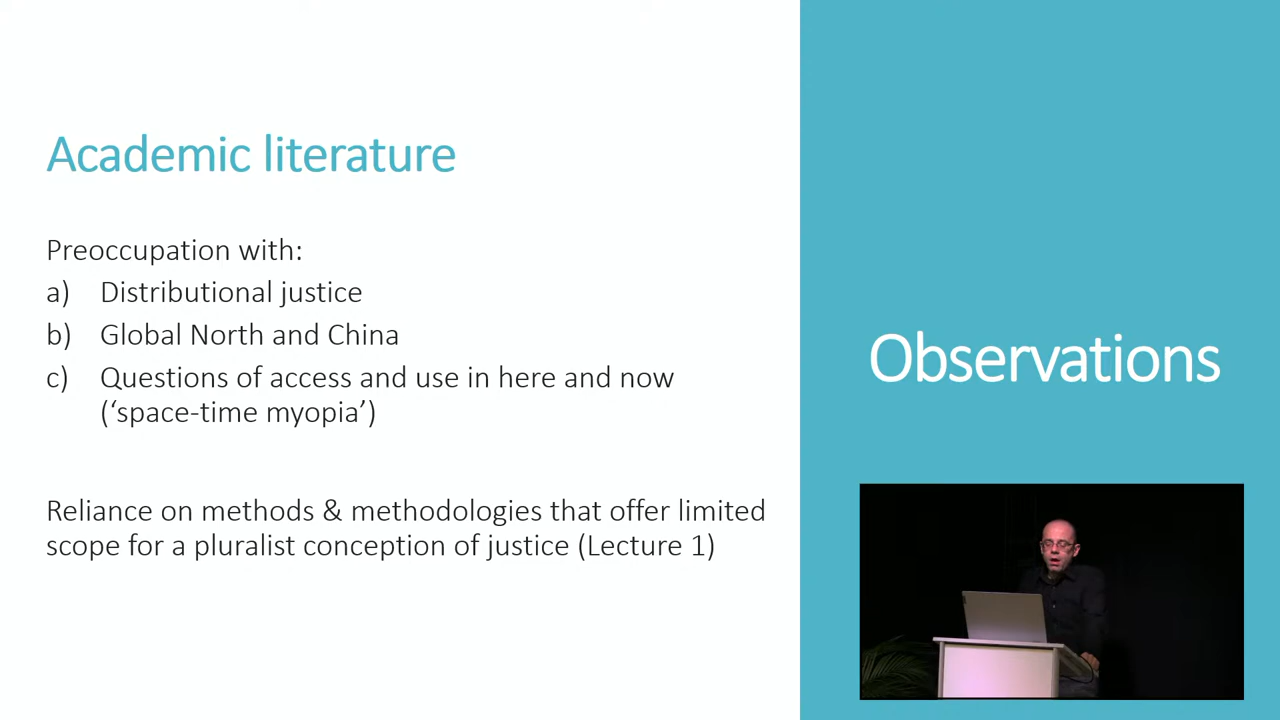 Academic literature
Preoccupation with:
a) Distributional justice
b) Global North and China
c) Questions of access and use in here and now
(‘space-time myopia’)
Reliance on methods & methodologies that offer limited
scope for a pluralist conception of justice (Lecture 1)
Observations